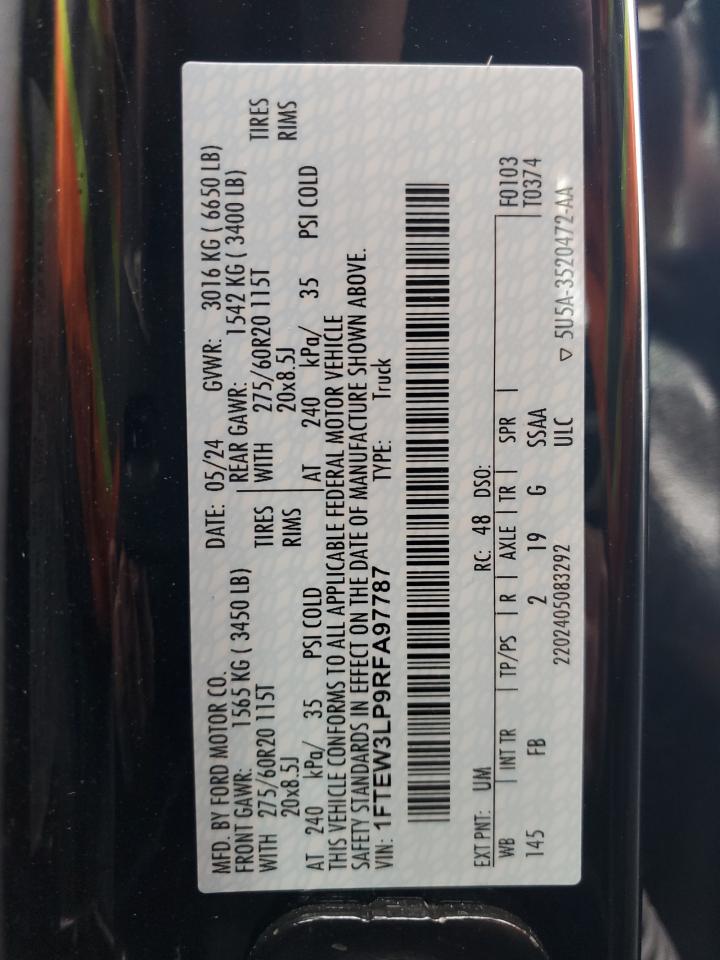 MFD. BY FORD MOTOR CO.
DATE: 05/24 GVWR: 3016 KG ( 6650 LB)
FRONT GAWR: 1565 KG ( 3450 LB) REAR GAWR: 1542 KG ( 3400 LB)
WITH 275/60R20 115T TIRES WITH 275/60R20 115T TIRES
20x8.5J RIMS 20x8.5J RIMS
AT 240 kPa/ 35 PSI COLD AT 240 kPa/ 35 PSI COLD
THIS VEHICLE CONFORMS TO ALL APPLICABLE FEDERAL MOTOR VEHICLE
SAFETY STANDARDS IN EFFECT ON THE DATE OF MANUFACTURE SHOWN ABOVE.
VIN: 1FTEW3LP9RFA97787 TYPE: Truck
EXT PNT: UM RC: 48 DSO:
WB INT TR TP/PS R AXLE TR SPR F0103
145 FB 2 19 G SSAA T0374
2202405083292 ULC ▽ 5U5A-3520472-AA